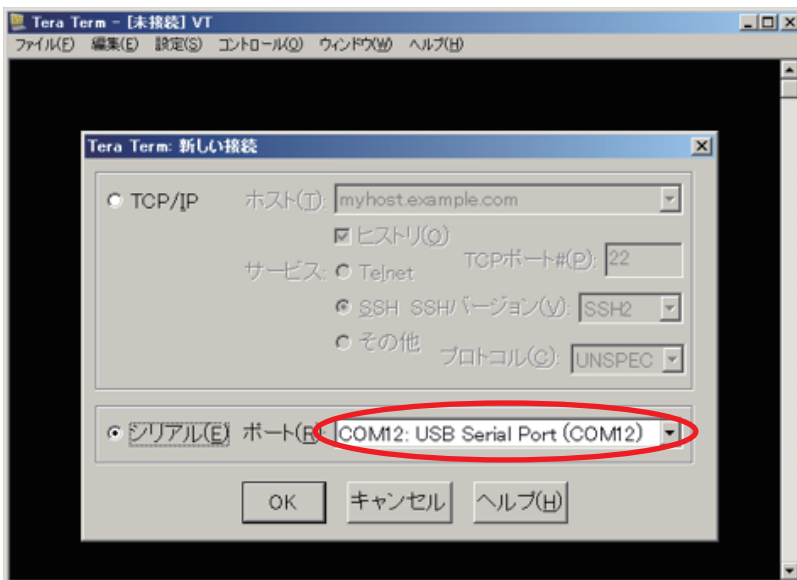 Tera Term - [未接続] VT
ファイル(F) 編集(E) 設定(S) コントロール(O) ウィンドウ(W) ヘルプ(H)
Tera Term: 新しい接続
TCP/IP ホスト(T): myhost.example.com
ヒストリ(O)
サービス: Telnet TCPポート#(P): 22
SSH SSHバージョン(V): SSH2
その他 プロトコル(C): UNSPEC
シリアル(E) ポート(R): COM12: USB Serial Port (COM12)
OK キャンセル ヘルプ(H)